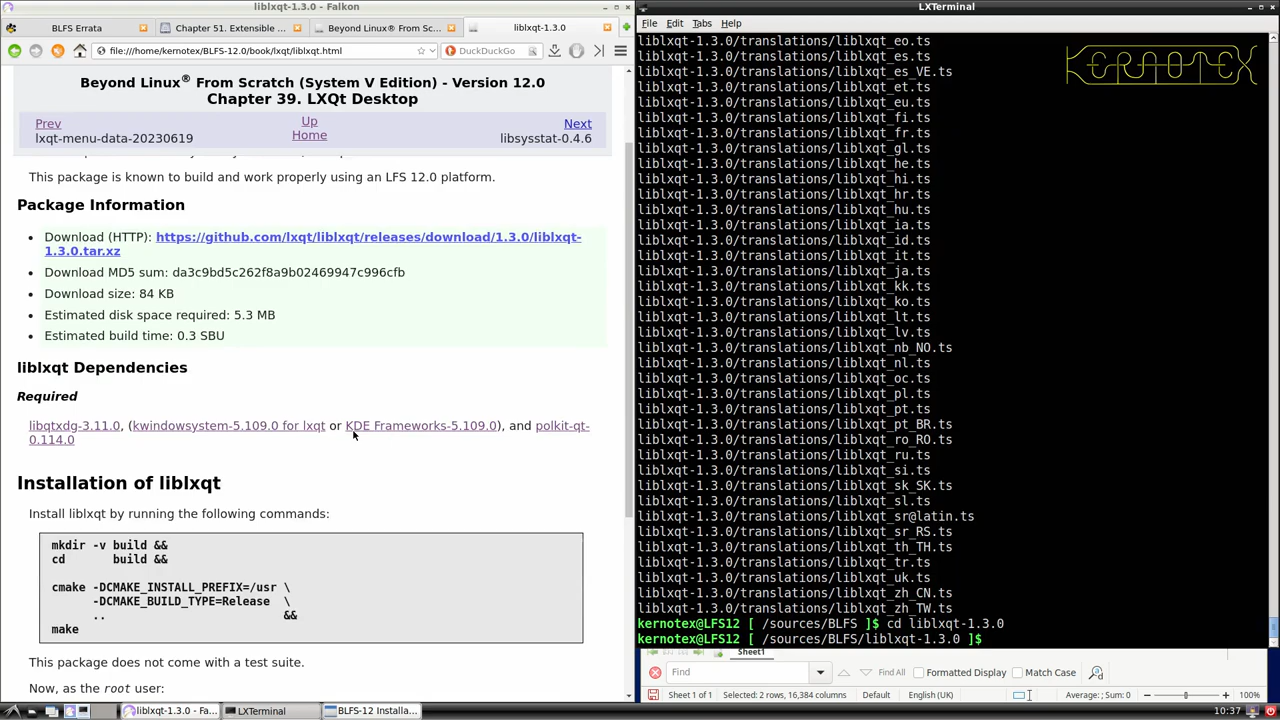 liblxqt-1.3.0 - Falkon
BLFS Errata
Chapter 51. Extensible
Beyond Linux® From Sc
liblxqt-1.3.0
file:///home/kernotex/BLFS-12.0/book/lxqt/liblxqt.html
DuckDuckGo
Beyond Linux® From Scratch (System V Edition) - Version 12.0
Chapter 39. LXQt Desktop
Prev
Up
Next
lxqt-menu-data-20230619
Home
libsysstat-0.4.6
This package is known to build and work properly using an LFS 12.0 platform.
Package Information
• Download (HTTP): https://github.com/lxqt/liblxqt/releases/download/1.3.0/liblxqt-
1.3.0.tar.xz
• Download MD5 sum: da3c9bd5c262f8a9b02469947c996cfb
• Download size: 84 KB
• Estimated disk space required: 5.3 MB
• Estimated build time: 0.3 SBU
liblxqt Dependencies
Required
libqtxdg-3.11.0, (kwindowsystem-5.109.0 for lxqt or KDE Frameworks-5.109.0), and polkit-qt-
0.114.0
Installation of liblxqt
Install liblxqt by running the following commands:
mkdir -v build &&
cd       build &&
cmake -DCMAKE_INSTALL_PREFIX=/usr \
-DCMAKE_BUILD_TYPE=Release  \
..                          &&
make
This package does not come with a test suite.
Now, as the root user:
LXTerminal
File Edit Tabs Help
KERNOTEX
liblxqt-1.3.0/translations/liblxqt_eo.ts
liblxqt-1.3.0/translations/liblxqt_es.ts
liblxqt-1.3.0/translations/liblxqt_es_VE.ts
liblxqt-1.3.0/translations/liblxqt_et.ts
liblxqt-1.3.0/translations/liblxqt_eu.ts
liblxqt-1.3.0/translations/liblxqt_fi.ts
liblxqt-1.3.0/translations/liblxqt_fr.ts
liblxqt-1.3.0/translations/liblxqt_gl.ts
liblxqt-1.3.0/translations/liblxqt_he.ts
liblxqt-1.3.0/translations/liblxqt_hi.ts
liblxqt-1.3.0/translations/liblxqt_hr.ts
liblxqt-1.3.0/translations/liblxqt_hu.ts
liblxqt-1.3.0/translations/liblxqt_ia.ts
liblxqt-1.3.0/translations/liblxqt_id.ts
liblxqt-1.3.0/translations/liblxqt_it.ts
liblxqt-1.3.0/translations/liblxqt_ja.ts
liblxqt-1.3.0/translations/liblxqt_kk.ts
liblxqt-1.3.0/translations/liblxqt_ko.ts
liblxqt-1.3.0/translations/liblxqt_lt.ts
liblxqt-1.3.0/translations/liblxqt_lv.ts
liblxqt-1.3.0/translations/liblxqt_nb_NO.ts
liblxqt-1.3.0/translations/liblxqt_nl.ts
liblxqt-1.3.0/translations/liblxqt_oc.ts
liblxqt-1.3.0/translations/liblxqt_pl.ts
liblxqt-1.3.0/translations/liblxqt_pt.ts
liblxqt-1.3.0/translations/liblxqt_pt_BR.ts
liblxqt-1.3.0/translations/liblxqt_ro_RO.ts
liblxqt-1.3.0/translations/liblxqt_ru.ts
liblxqt-1.3.0/translations/liblxqt_si.ts
liblxqt-1.3.0/translations/liblxqt_sk_SK.ts
liblxqt-1.3.0/translations/liblxqt_sl.ts
liblxqt-1.3.0/translations/liblxqt_sr@latin.ts
liblxqt-1.3.0/translations/liblxqt_sr_RS.ts
liblxqt-1.3.0/translations/liblxqt_th_TH.ts
liblxqt-1.3.0/translations/liblxqt_tr.ts
liblxqt-1.3.0/translations/liblxqt_uk.ts
liblxqt-1.3.0/translations/liblxqt_zh_CN.ts
liblxqt-1.3.0/translations/liblxqt_zh_TW.ts
kernotex@LFS12 [ /sources/BLFS ]$ cd liblxqt-1.3.0
kernotex@LFS12 [ /sources/BLFS/liblxqt-1.3.0 ]$
Sheet1
Find
Find All
Formatted Display
Match Case
Sheet 1 of 1
Selected: 2 rows, 16,384 columns
Default
English (UK)
Average: ; Sum: 0
100%
liblxqt-1.3.0 - Fa...
LXTerminal
BLFS-12 Installa...
10:37